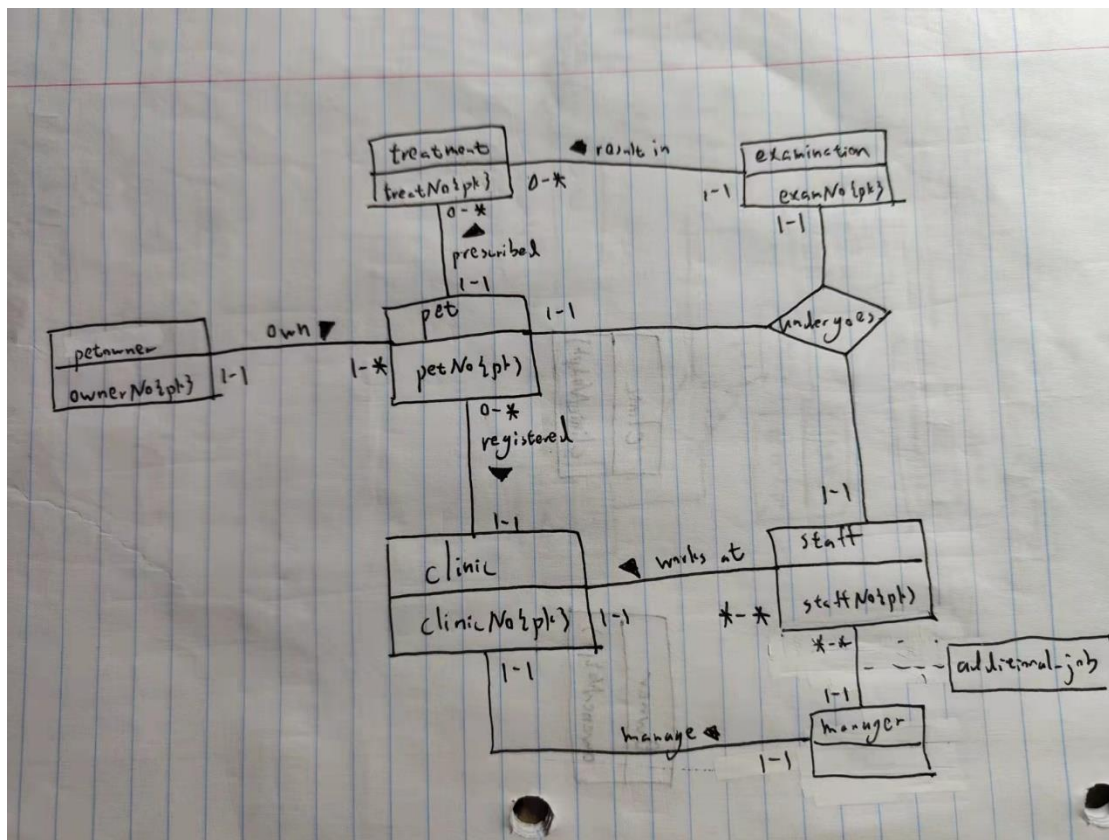 treatment
treatNo{pk}
0-*
result in
0-*
1-1
examination
examNo{pk}
1-1
prescribed
1-1
pet
petNo{pk}
1-1
undergoes
petowner
ownerNo{pk}
1-1
own
1-*
0-*
registered
1-1
clinic
clinicNo{pk}
1-1
works at
*-*
1-1
staff
staffNo{pk}
*-*
additional-job
1-1
manager
1-1
manage
1-1